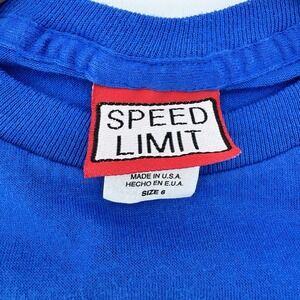 SPEED
LIMIT
MADE IN U.S.A.
HECHO EN E.U.A.
SIZE 6